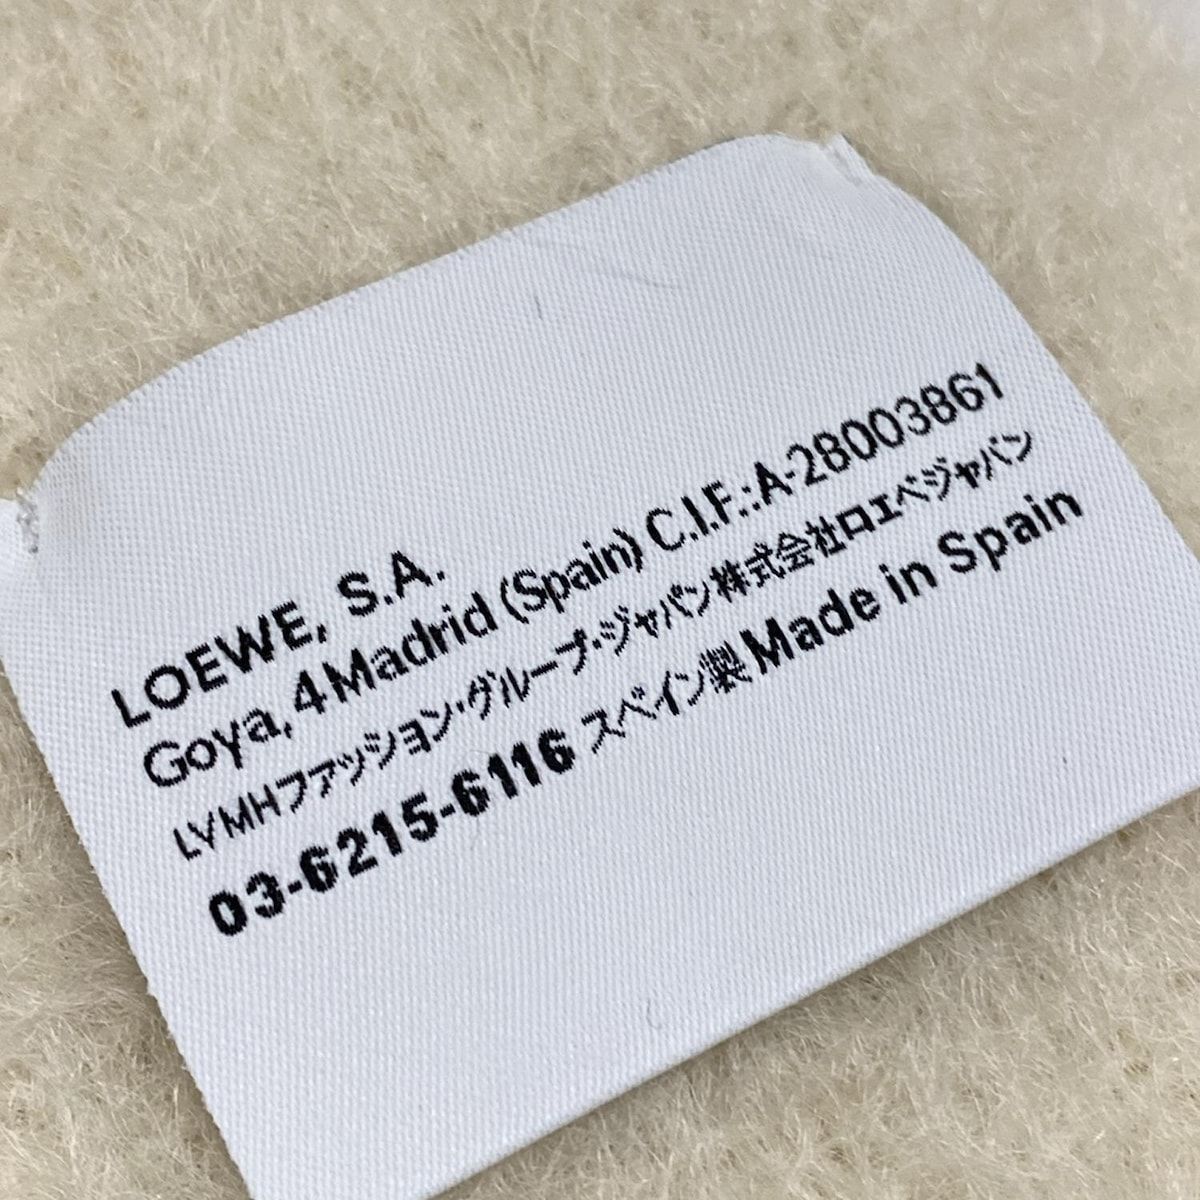 LOEWE, S.A.
Goya, 4 Madrid (Spain) C.I.F.:A-28003861
LVMHファッション・グループ・ジャパン株式会社ロエベジャパン
03-6215-6116 スペイン製 Made in Spain